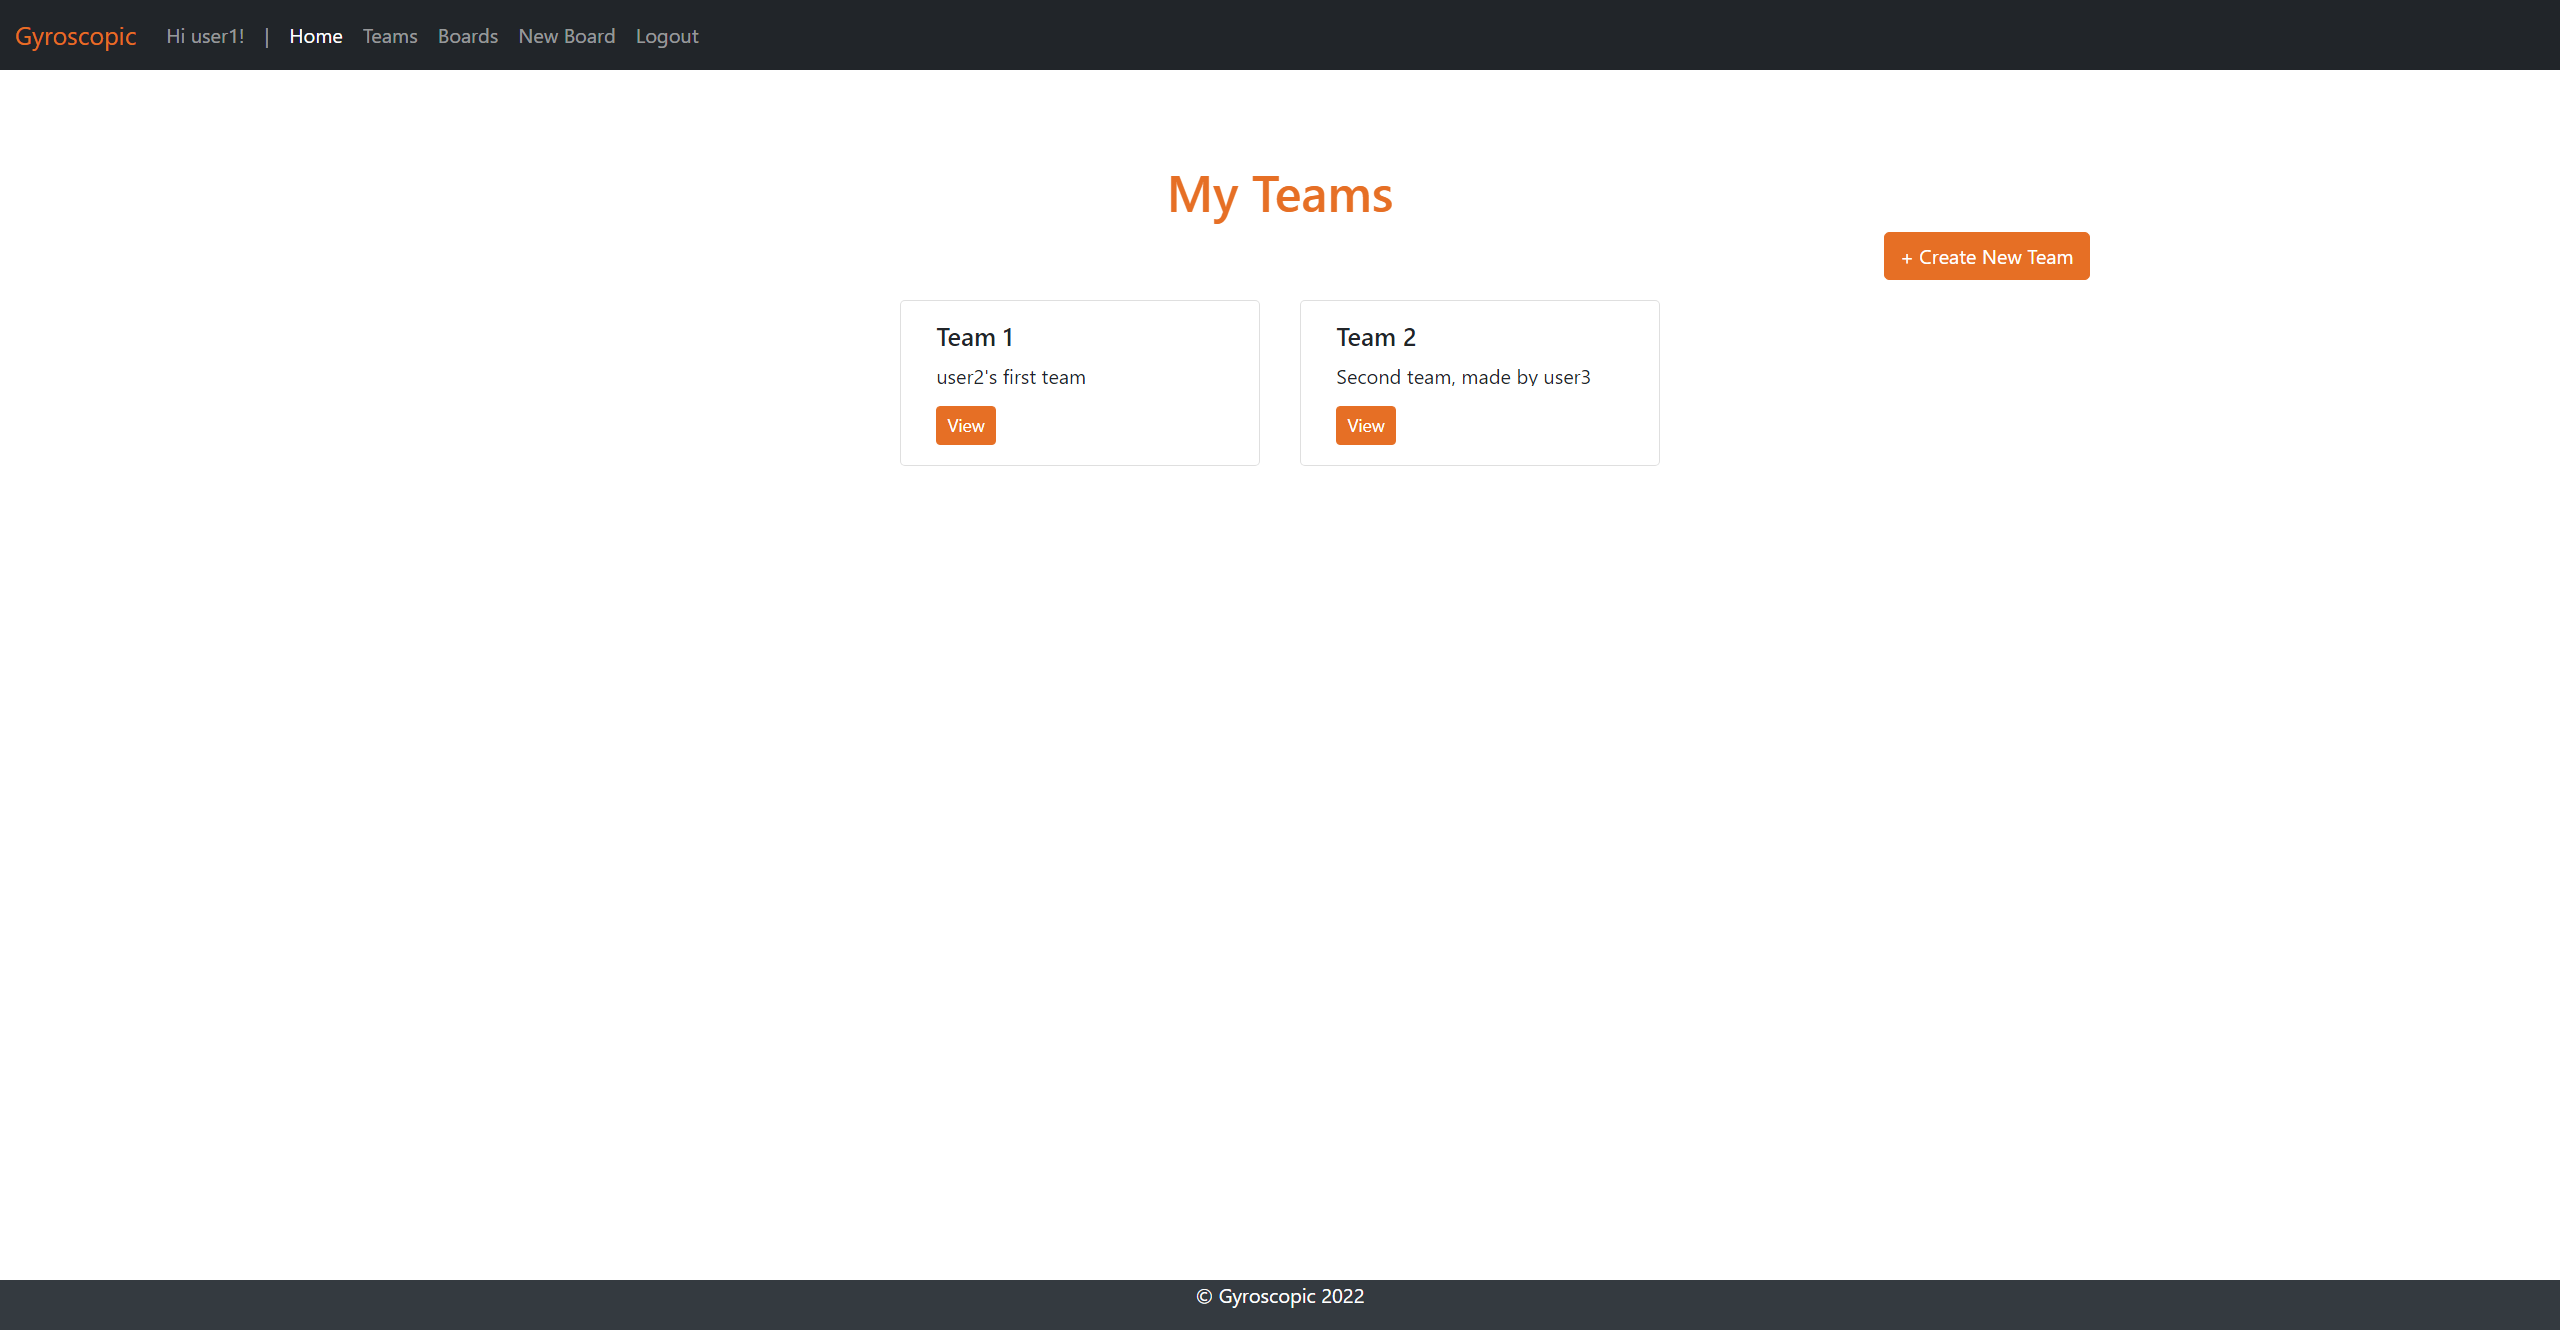 Gyroscopic Hi user1! | Home Teams Boards New Board Logout
My Teams
+ Create New Team
Team 1
user2's first team
View
Team 2
Second team, made by user3
View
© Gyroscopic 2022